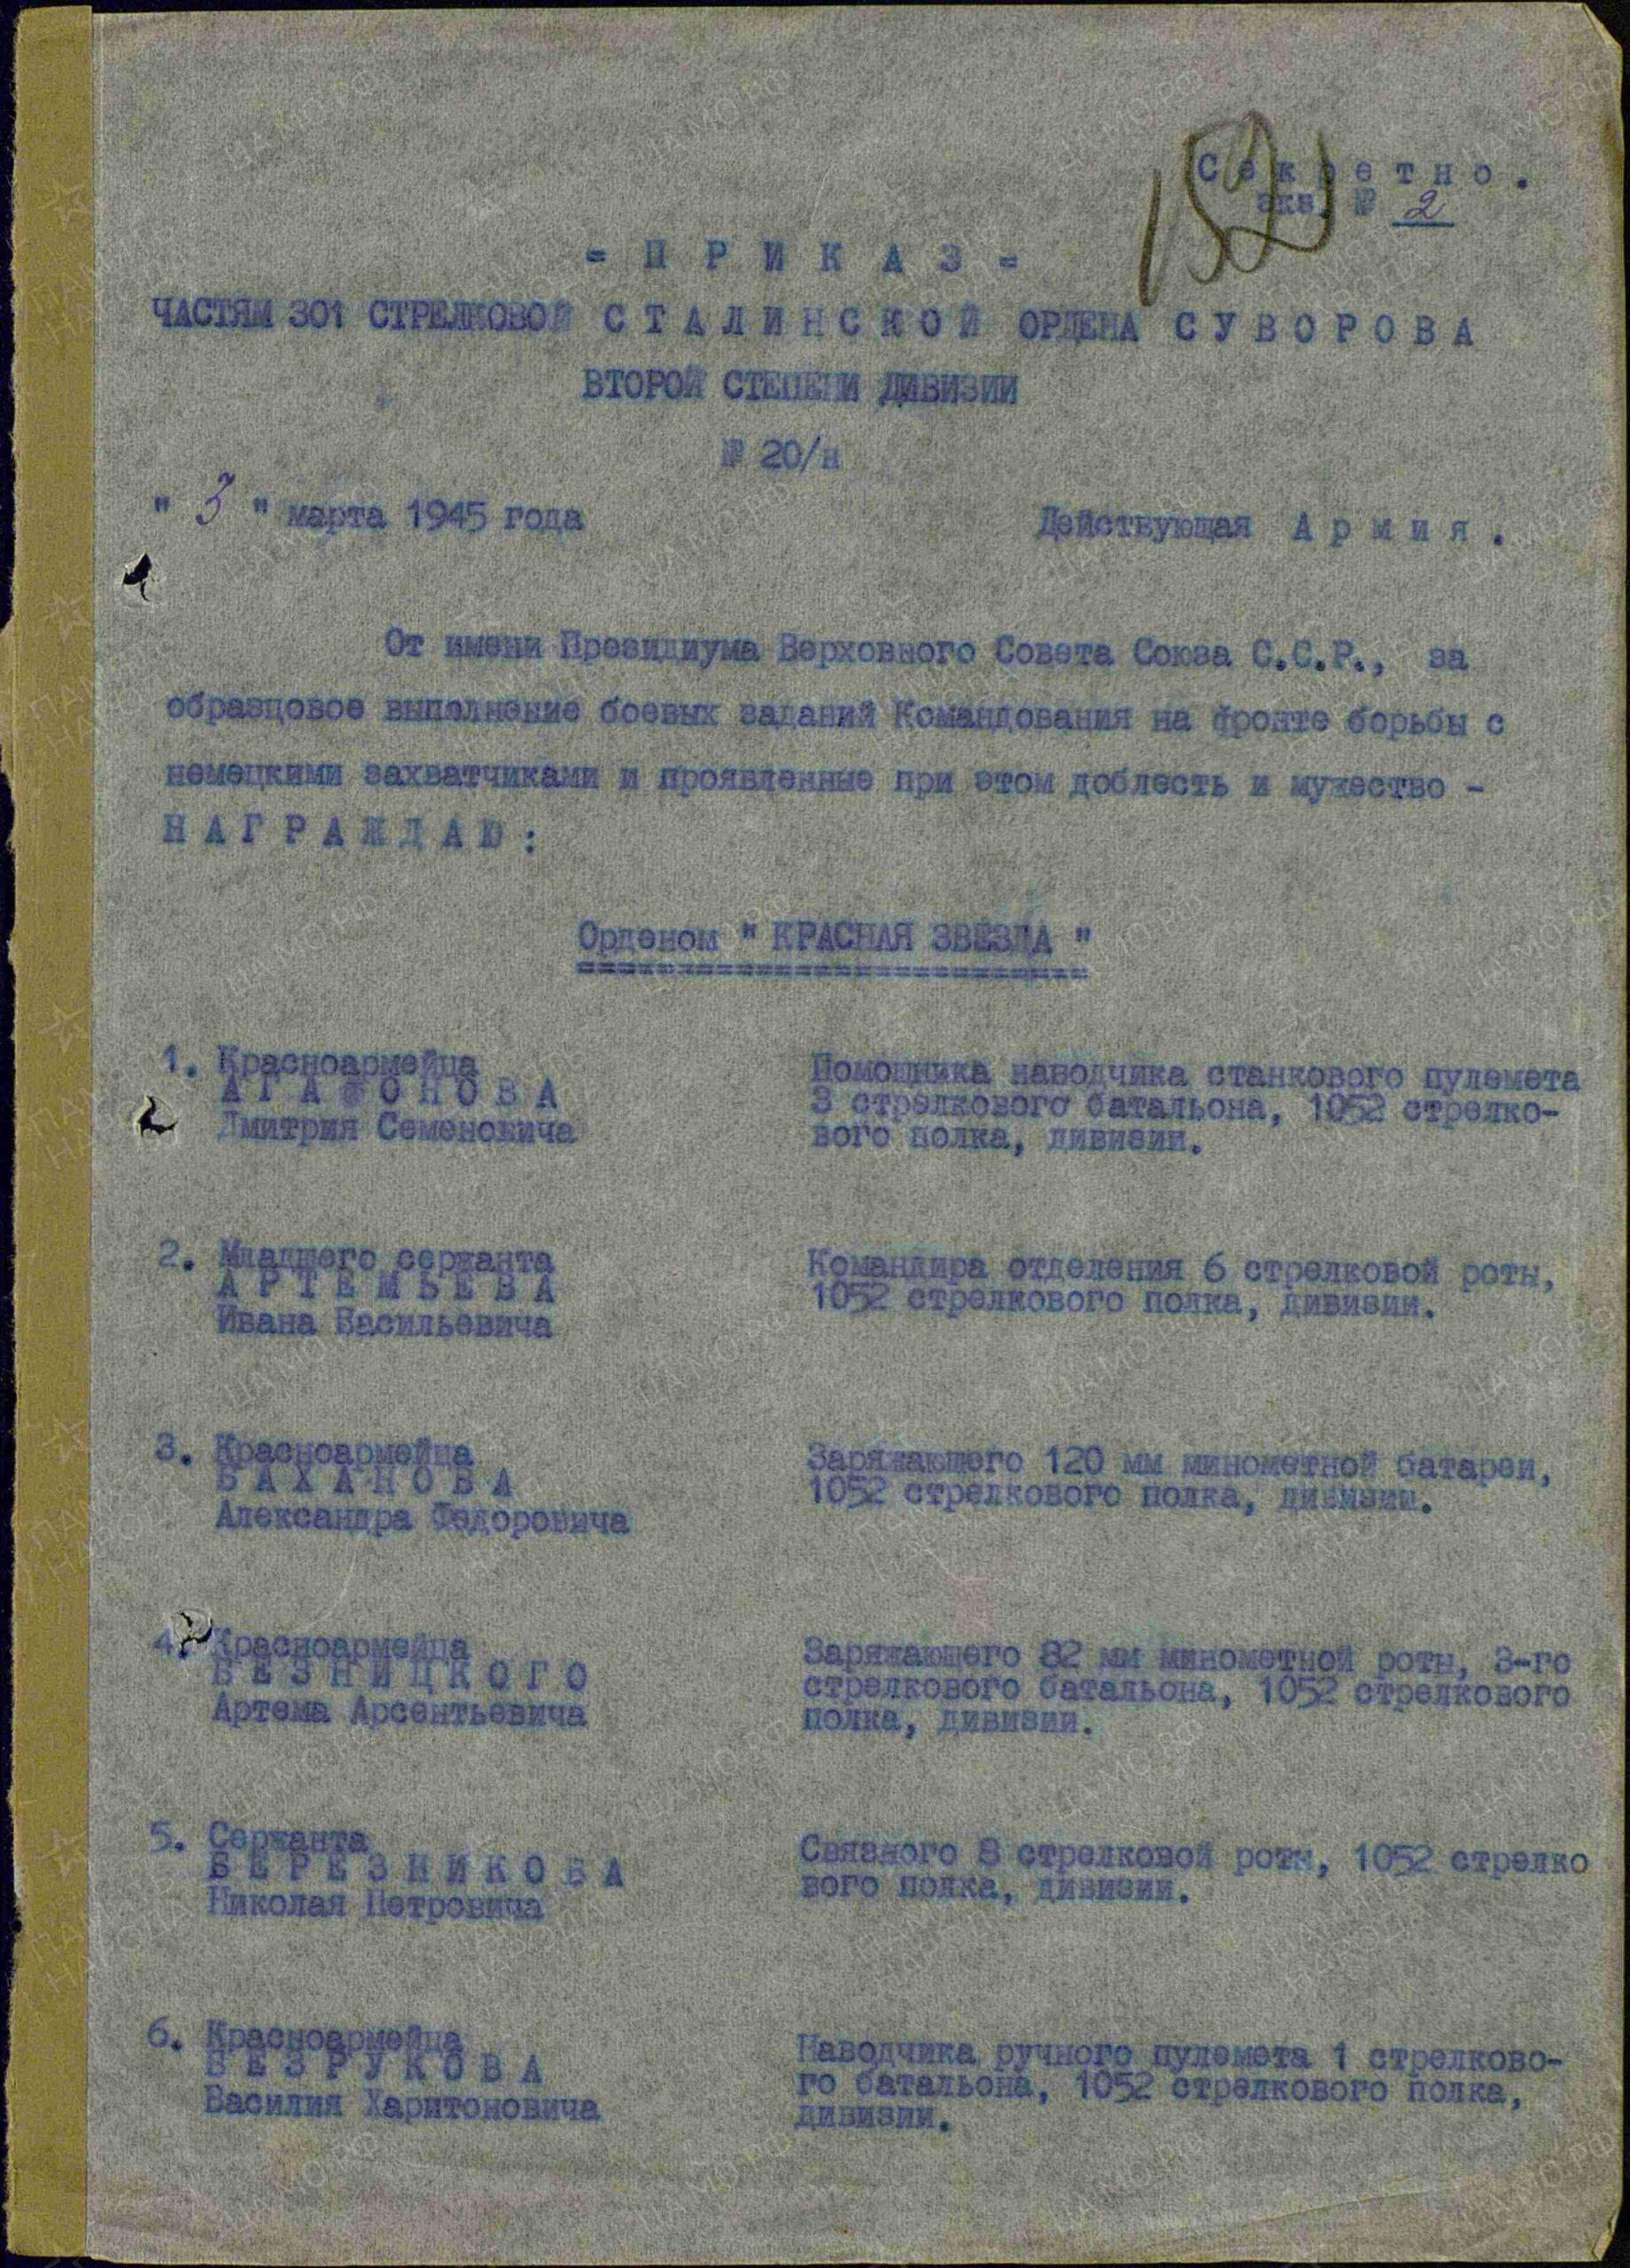 Секретно.
экз. № 2
152
= П Р И К А З =
ЧАСТЯМ 301 СТРЕЛКОВОЙ С Т А Л И Н С К О Й ОРДЕНА С У В О Р О В А
ВТОРОЙ СТЕПЕНИ ДИВИЗИИ
№ 20/н
" 3 " марта 1945 года Действующая А р м и я .
От имени Президиума Верховного Совета Союза С.С.Р., за
образцовое выполнение боевых заданий Командования на фронте борьбы с
немецкими захватчиками и проявленные при этом доблесть и мужество -
Н А Г Р А Ж Д А Ю :
Орденом " КРАСНАЯ ЗВЕЗДА "
1. Красноармейца
А Г А Ф О Н О В А
Дмитрия Семеновича
Помощника наводчика станкового пулемета
3 стрелкового батальона, 1052 стрелко-
вого полка, дивизии.
2. Младшего сержанта
А Р Т Е М Ь Е В А
Ивана Васильевича
Командира отделения 6 стрелковой роты,
1052 стрелкового полка, дивизии.
3. Красноармейца
Б А Х А Н О В А
Александра Федоровича
Заряжающего 120 мм минометной батареи,
1052 стрелкового полка, дивизии.
4. Красноармейца
Б Е З Н И Ц К О Г О
Артема Арсентьевича
Заряжающего 82 мм минометной роты, 3-го
стрелкового батальона, 1052 стрелкового
полка, дивизии.
5. Сержанта
Б Е Р Е З Н И К О В А
Николая Петровича
Связного 8 стрелковой роты, 1052 стрелко
вого полка, дивизии.
6. Красноармейца
Б Е З Р У К О В А
Василия Харитоновича
Наводчика ручного пулемета 1 стрелково-
го батальона, 1052 стрелкового полка,
дивизии.